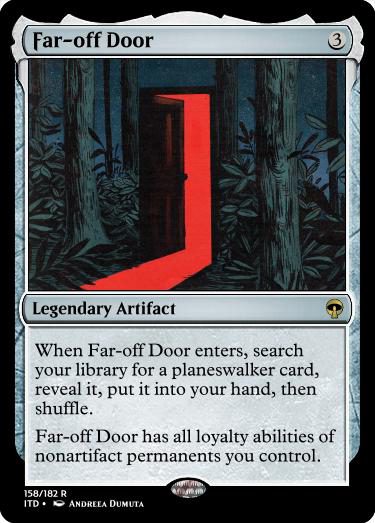 Far-off Door 3
Legendary Artifact
When Far-off Door enters, search
your library for a planeswalker card,
reveal it, put it into your hand, then
shuffle.
Far-off Door has all loyalty abilities of
nonartifact permanents you control.
158/182 R
ITD • Andreea Dumuta